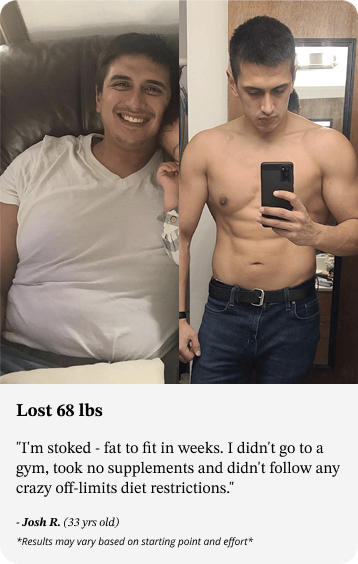 Lost 68 lbs
"I'm stoked - fat to fit in weeks. I didn't go to a
gym, took no supplements and didn't follow any
crazy off-limits diet restrictions."
- Josh R. (33 yrs old)
*Results may vary based on starting point and effort*